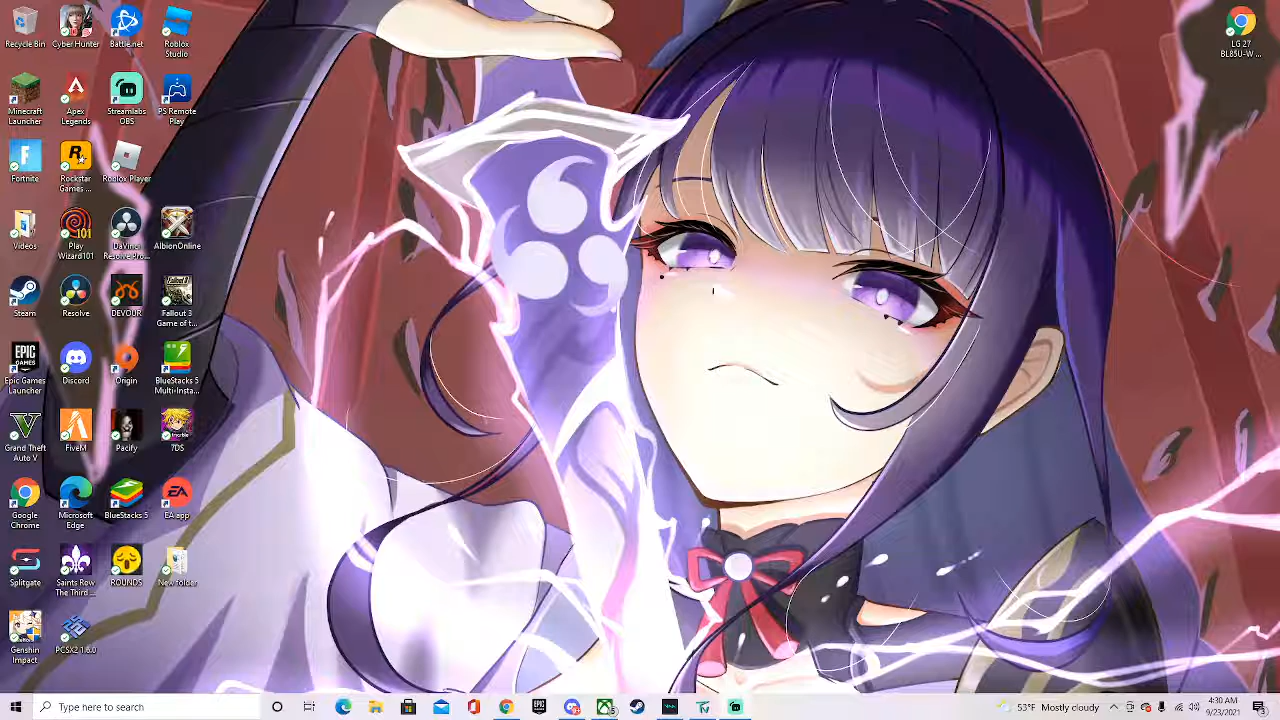 Recycle Bin
Cyber Hunter
Battle.net
Roblox
Studio
LG 27
BL85U-W ...
Minecraft
Launcher
Apex
Legends
Streamlabs
OBS
PS Remote
Play
Fortnite
Rockstar
Games ...
Roblox Player
Videos
Play
Wizard101
DaVinci
Resolve Pro...
AlbionOnline
Steam
Resolve
DEVOUR
Fallout 3
Game of t...
EPIC
GAMES
Epic Games
Launcher
Discord
Origin
BlueStacks 5
Multi-Insta...
Grand Theft
Auto V
FiveM
Pacify
7DS
Google
Chrome
Microsoft
Edge
BlueStacks 5
EA
EA app
Splitgate
Saints Row
The Third ...
ROUNDS
New folder
Genshin
Impact
PCSX2 1.6.0
Type here to search
53°F Mostly cloudy
4:30 AM
9/23/2021